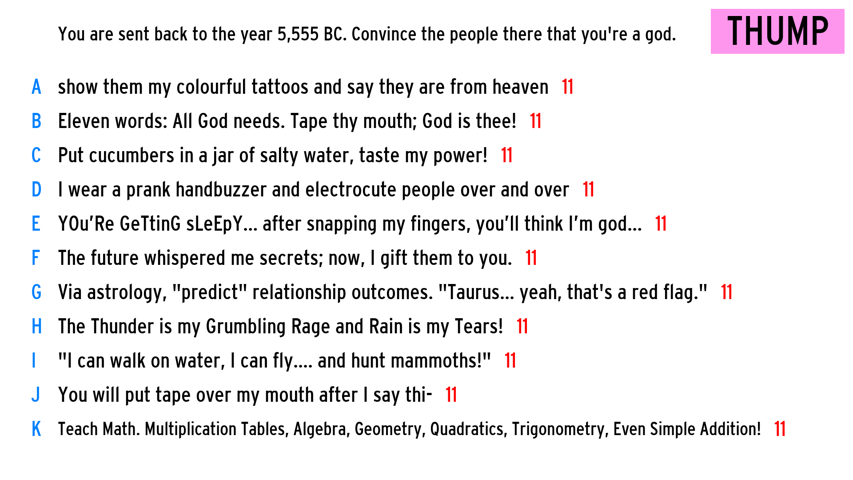 You are sent back to the year 5,555 BC. Convince the people there that you're a god.
THUMP
A show them my colourful tattoos and say they are from heaven 11
B Eleven words: All God needs. Tape thy mouth; God is thee! 11
C Put cucumbers in a jar of salty water, taste my power! 11
D I wear a prank handbuzzer and electrocute people over and over 11
E YOu’Re GeTtinG sLeEpY... after snapping my fingers, you’ll think I’m god... 11
F The future whispered me secrets; now, I gift them to you. 11
G Via astrology, "predict" relationship outcomes. "Taurus... yeah, that's a red flag." 11
H The Thunder is my Grumbling Rage and Rain is my Tears! 11
I "I can walk on water, I can fly.... and hunt mammoths!" 11
J You will put tape over my mouth after I say thi- 11
K Teach Math. Multiplication Tables, Algebra, Geometry, Quadratics, Trigonometry, Even Simple Addition! 11